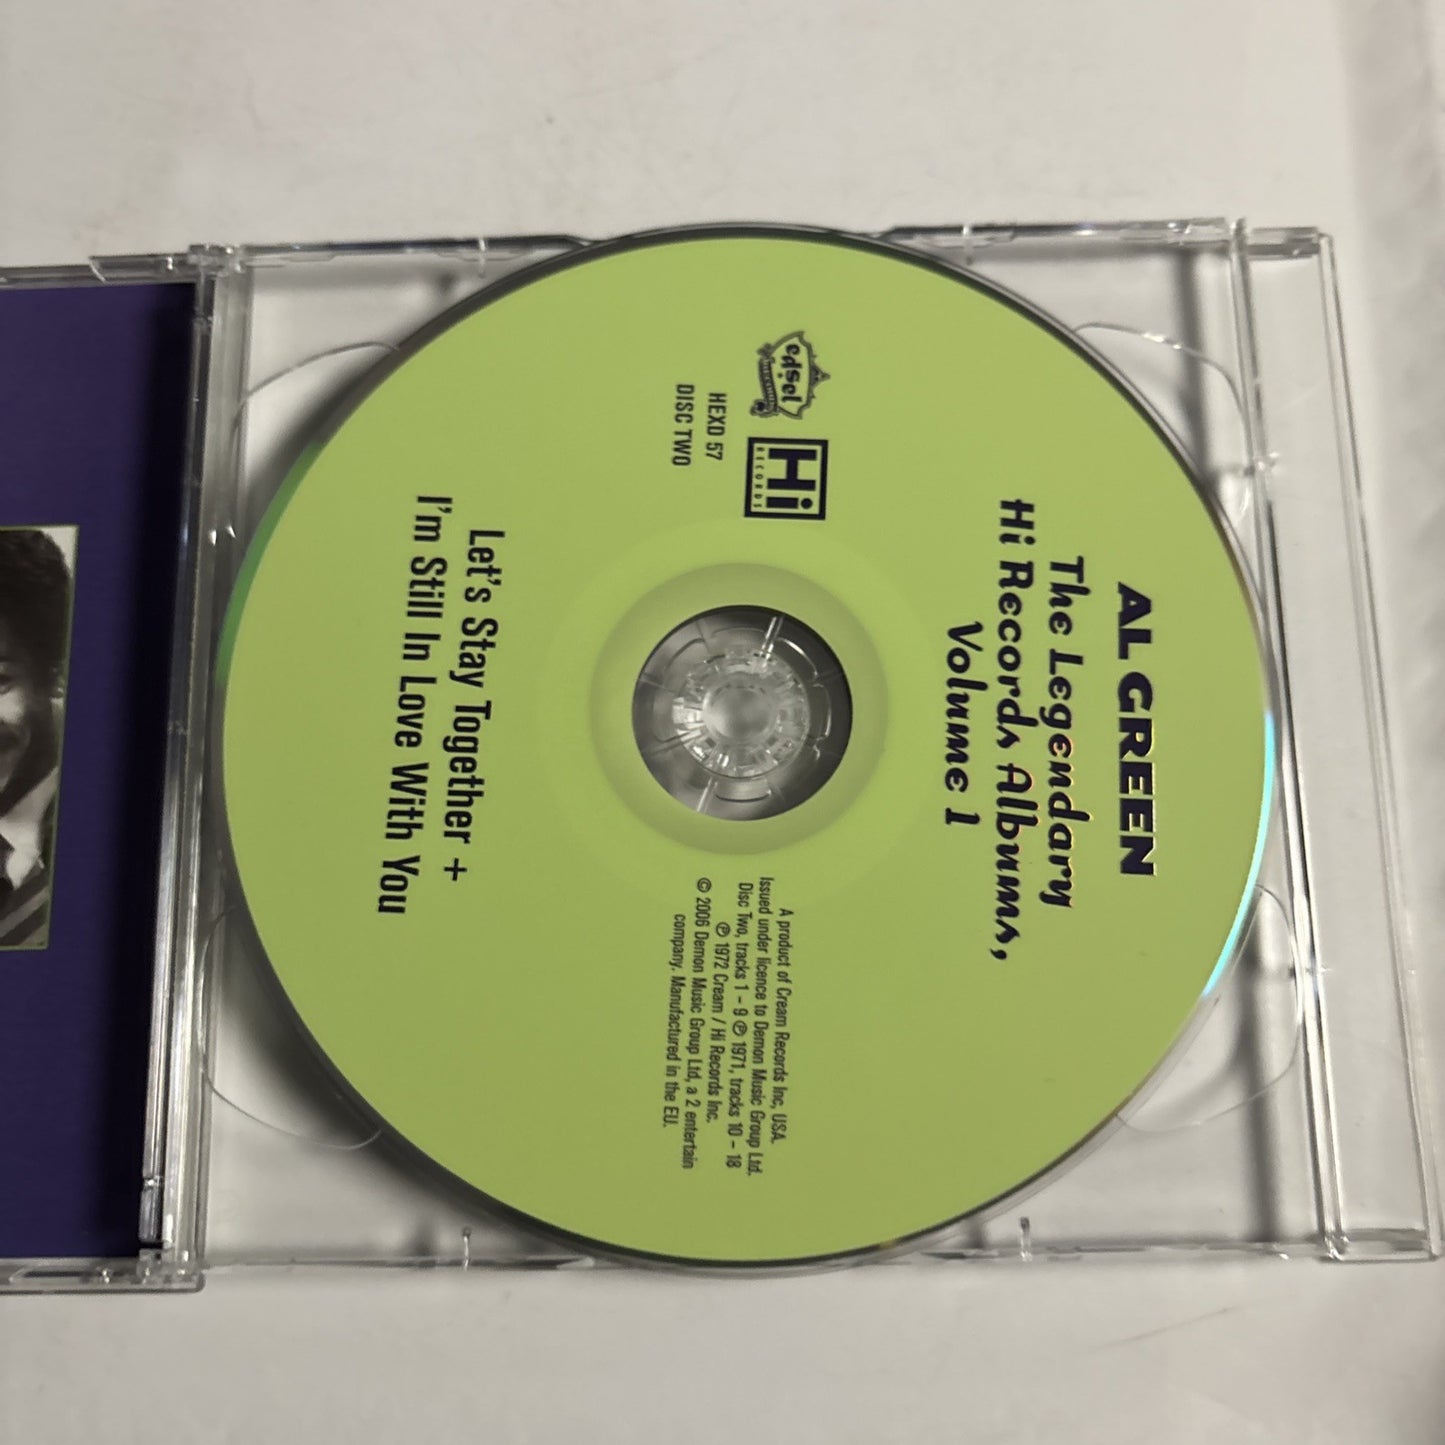 AL GREEN
The Legendary
Hi Records Albums,
Volume 1
edsel
Hi
RECORDS
HEXD 57
DISC TWO
A product of Cream Records Inc, USA.
Issued under licence to Demon Music Group Ltd.
Disc Two, tracks 1 – 9 ℗ 1971, tracks 10 – 18
℗ 1972 Cream / Hi Records Inc.
© 2006 Demon Music Group Ltd, a 2 entertain
company. Manufactured in the EU.
Let's Stay Together +
I'm Still In Love With You